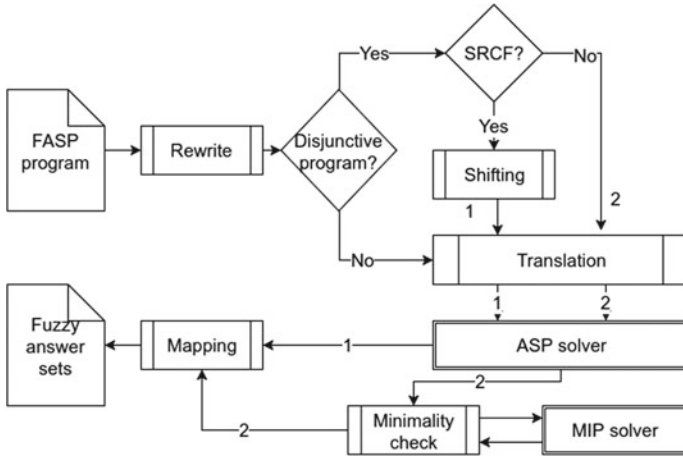 SRCF?
Yes
No
FASP
program
Rewrite
Disjunctive
program?
Yes
Shifting
1
2
No
Translation
1
2
Fuzzy
answer
sets
Mapping
1
ASP solver
2
2
Minimality
check
MIP solver